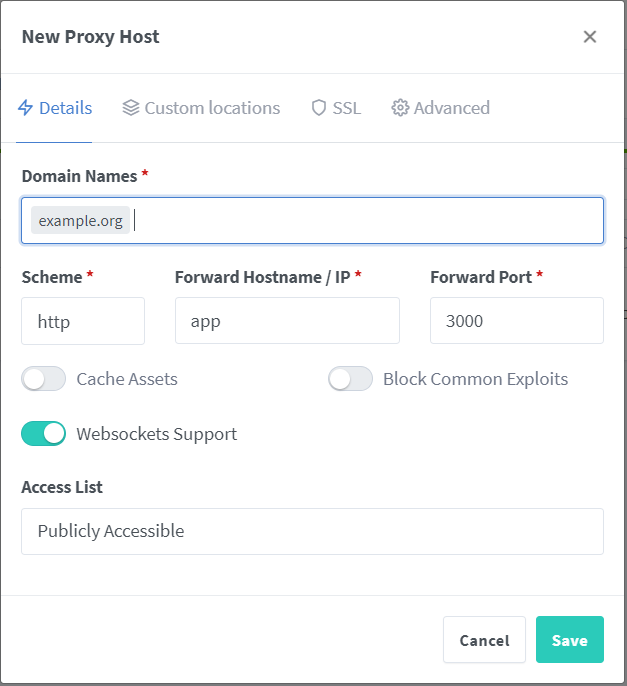 New Proxy Host
Details Custom locations SSL Advanced
Domain Names *
example.org
Scheme * Forward Hostname / IP * Forward Port *
http app 3000
Cache Assets Block Common Exploits
Websockets Support
Access List
Publicly Accessible
Cancel Save